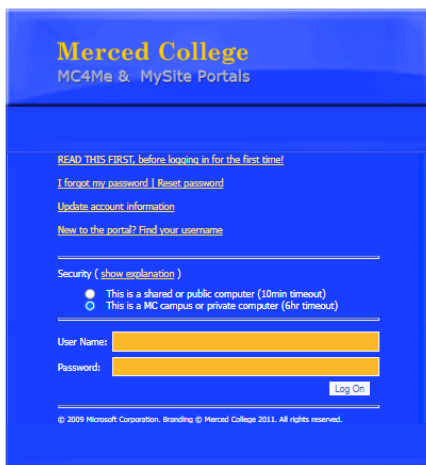 Merced College
MC4Me & MySite Portals
READ THIS FIRST, before logging in for the first time!
I forgot my password | Reset password
Update account information
New to the portal? Find your username
Security ( show explanation )
This is a shared or public computer (10min timeout)
This is a MC campus or private computer (6hr timeout)
User Name:
Password:
Log On
© 2009 Microsoft Corporation. Branding © Merced College 2011. All rights reserved.